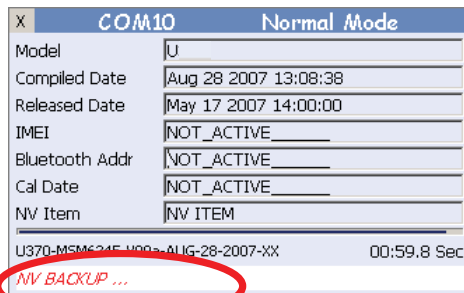 X COM10 Normal Mode
Model U
Compiled Date Aug 28 2007 13:08:38
Released Date May 17 2007 14:00:00
IMEI NOT_ACTIVE______
Bluetooth Addr NOT_ACTIVE______
Cal Date NOT_ACTIVE______
NV Item NV ITEM
U370-MSM6245-V09a-AUG-28-2007-XX 00:59.8 Sec
NV BACKUP ...